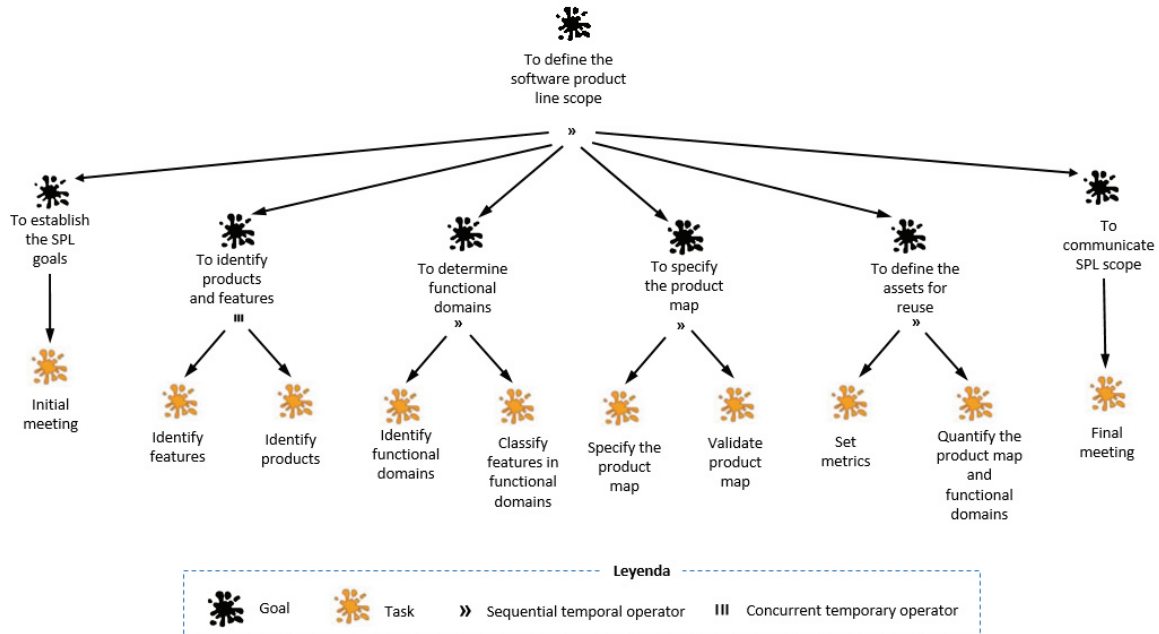 To define the
software product
line scope
»
To establish
the SPL
goals
To identify
products
and features
III
To determine
functional
domains
»
To specify
the product
map
»
To define the
assets for
reuse
»
To
communicate
SPL scope
Initial
meeting
Identify
features
Identify
products
Identify
functional
domains
Classify
features in
functional
domains
Specify the
product
map
Validate
product
map
Set
metrics
Quantify the
product map
and
functional
domains
Final
meeting
Leyenda
Goal
Task
» Sequential temporal operator
III Concurrent temporary operator